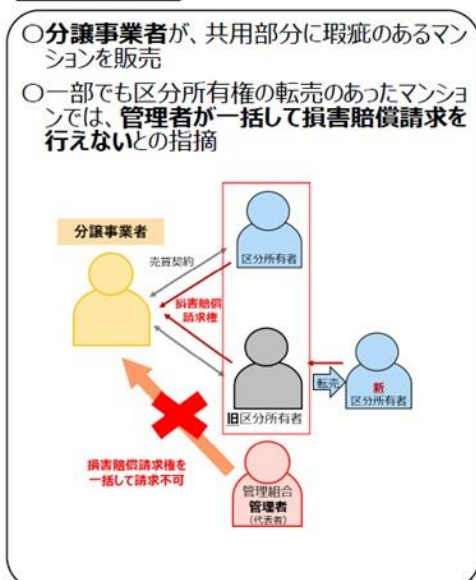 ○分譲事業者が、共用部分に瑕疵のあるマン
ションを販売
○一部でも区分所有権の転売のあったマンショ
ンでは、管理者が一括して損害賠償請求を
行えないとの指摘
分譲事業者
売買契約
区分所有者
損害賠償
請求権
旧区分所有者
転売
新
区分所有者
損害賠償請求権を
一括して請求不可
管理組合
管理者
(代表者)